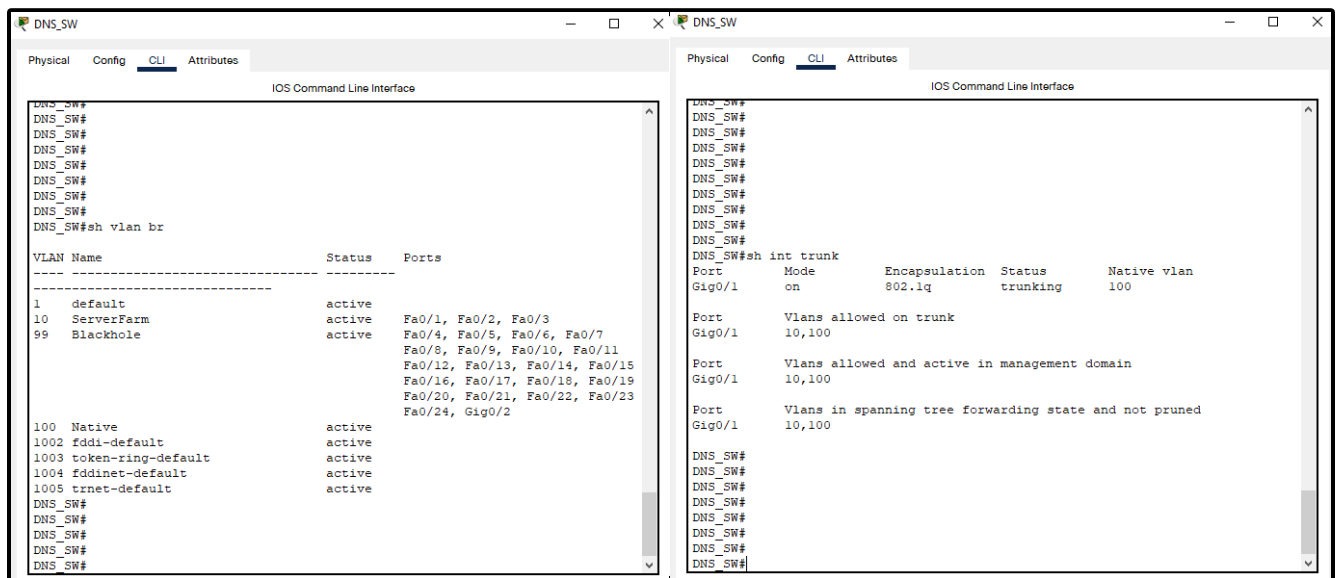 DNS_SW
Physical Config CLI Attributes
IOS Command Line Interface
DNS_SW#
DNS_SW#
DNS_SW#
DNS_SW#
DNS_SW#
DNS_SW#
DNS_SW#
DNS_SW#
DNS_SW#sh vlan br
VLAN Name Status Ports
---- -------------------------------- ---------
-------------------------------
1 default active
10 ServerFarm active Fa0/1, Fa0/2, Fa0/3
99 Blackhole active Fa0/4, Fa0/5, Fa0/6, Fa0/7
Fa0/8, Fa0/9, Fa0/10, Fa0/11
Fa0/12, Fa0/13, Fa0/14, Fa0/15
Fa0/16, Fa0/17, Fa0/18, Fa0/19
Fa0/20, Fa0/21, Fa0/22, Fa0/23
Fa0/24, Gig0/2
100 Native active
1002 fddi-default active
1003 token-ring-default active
1004 fddinet-default active
1005 trnet-default active
DNS_SW#
DNS_SW#
DNS_SW#
DNS_SW#
DNS_SW#
DNS_SW
Physical Config CLI Attributes
IOS Command Line Interface
DNS_SW#
DNS_SW#
DNS_SW#
DNS_SW#
DNS_SW#
DNS_SW#
DNS_SW#
DNS_SW#
DNS_SW#
DNS_SW#
DNS_SW#sh int trunk
Port Mode Encapsulation Status Native vlan
Gig0/1 on 802.1q trunking 100
Port Vlans allowed on trunk
Gig0/1 10,100
Port Vlans allowed and active in management domain
Gig0/1 10,100
Port Vlans in spanning tree forwarding state and not pruned
Gig0/1 10,100
DNS_SW#
DNS_SW#
DNS_SW#
DNS_SW#
DNS_SW#
DNS_SW#
DNS_SW#
DNS_SW#